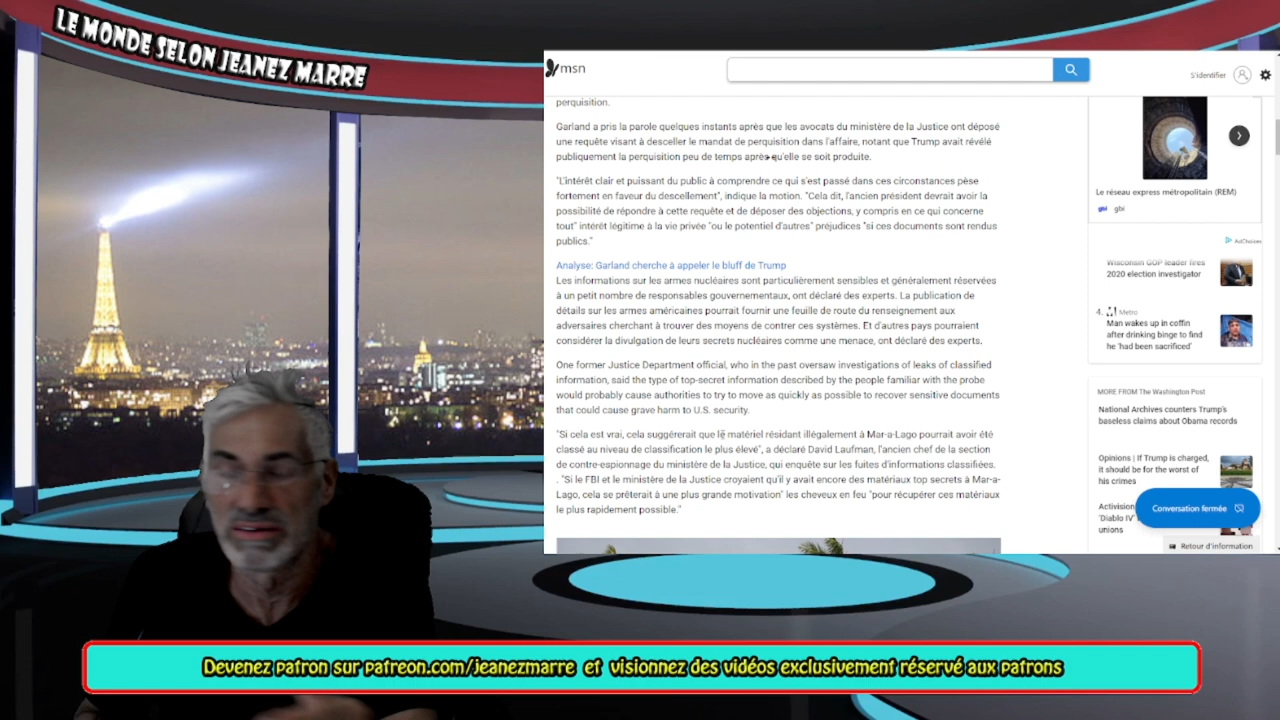 LE MONDE SELON JEANEZ MARRE
msn
S'identifier
perquisition.
Garland a pris la parole quelques instants après que les avocats du ministère de la Justice ont déposé
une requête visant à desceller le mandat de perquisition dans l'affaire, notant que Trump avait révélé
publiquement la perquisition peu de temps après qu'elle se soit produite.
"L'intérêt clair et puissant du public à comprendre ce qui s'est passé dans ces circonstances pèse
fortement en faveur du descellement", indique la motion. "Cela dit, l'ancien président devrait avoir la
possibilité de répondre à cette requête et de déposer des objections, y compris en ce qui concerne
tout" intérêt légitime à la vie privée "ou le potentiel d'autres" préjudices "si ces documents sont rendus
publics."
Analyse: Garland cherche à appeler le bluff de Trump
Les informations sur les armes nucléaires sont particulièrement sensibles et généralement réservées
à un petit nombre de responsables gouvernementaux, ont déclaré des experts. La publication de
détails sur les armes américaines pourrait fournir une feuille de route du renseignement aux
adversaires cherchant à trouver des moyens de contrer ces systèmes. Et d'autres pays pourraient
considérer la divulgation de leurs secrets nucléaires comme une menace, ont déclaré des experts.
One former Justice Department official, who in the past oversaw investigations of leaks of classified
information, said the type of top-secret information described by the people familiar with the probe
would probably cause authorities to try to move as quickly as possible to recover sensitive documents
that could cause grave harm to U.S. security.
"Si cela est vrai, cela suggérerait que le matériel résidant illégalement à Mar-a-Lago pourrait avoir été
classé au niveau de classification le plus élevé", a déclaré David Laufman, l'ancien chef de la section
de contre-espionnage du ministère de la Justice, qui enquête sur les fuites d'informations classifiées.
. "Si le FBI et le ministère de la Justice croyaient qu'il y avait encore des matériaux top secrets à Mar-a-
Lago, cela se prêterait à une plus grande motivation" les cheveux en feu "pour récupérer ces matériaux
le plus rapidement possible."
Le réseau express métropolitain (REM)
gbi gbi
AdChoices
Wisconsin GOP leader fires
2020 election investigator
4. Metro
Man wakes up in coffin
after drinking binge to find
he 'had been sacrificed'
MORE FROM The Washington Post
National Archives counters Trump's
baseless claims about Obama records
Opinions | If Trump is charged,
it should be for the worst of
his crimes
Activision
'Diablo IV'
unions
Conversation fermée
Retour d'information
Devenez patron sur patreon.com/jeanezmarre et visionnez des vidéos exclusivement réservé aux patrons